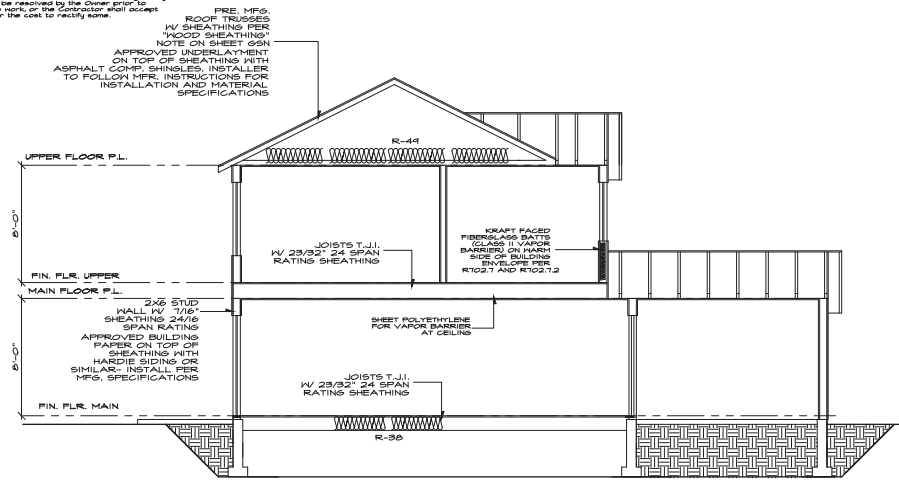 be resolved by the Owner prior to
work, or the Contractor shall accept
the cost to rectify same.
PRE. MFG.
ROOF TRUSSES
W/ SHEATHING PER
"WOOD SHEATHING"
NOTE ON SHEET GSN
APPROVED UNDERLAYMENT
ON TOP OF SHEATHING WITH
ASPHALT COMP. SHINGLES. INSTALLER
TO FOLLOW MFR. INSTRUCTIONS FOR
INSTALLATION AND MATERIAL
SPECIFICATIONS
R-49
UPPER FLOOR P.L.
8'-0"
KRAFT FACED
FIBERGLASS BATTS
(CLASS II VAPOR
BARRIER) ON WARM
SIDE OF BUILDING
ENVELOPE PER
R702.7 AND R702.7.2
JOISTS T.J.I.
W/ 23/32" 24 SPAN
RATING SHEATHING
FIN. FLR. UPPER
MAIN FLOOR P.L.
2X6 STUD
WALL W/ 7/16"
SHEATHING 24/16
SPAN RATING
APPROVED BUILDING
PAPER ON TOP OF
SHEATHING WITH
HARDIE SIDING OR
SIMILAR- INSTALL PER
MFG. SPECIFICATIONS
SHEET POLYETHYLENE
FOR VAPOR BARRIER
AT CEILING
8'-0"
JOISTS T.J.I.
W/ 23/32" 24 SPAN
RATING SHEATHING
FIN. FLR. MAIN
R-38